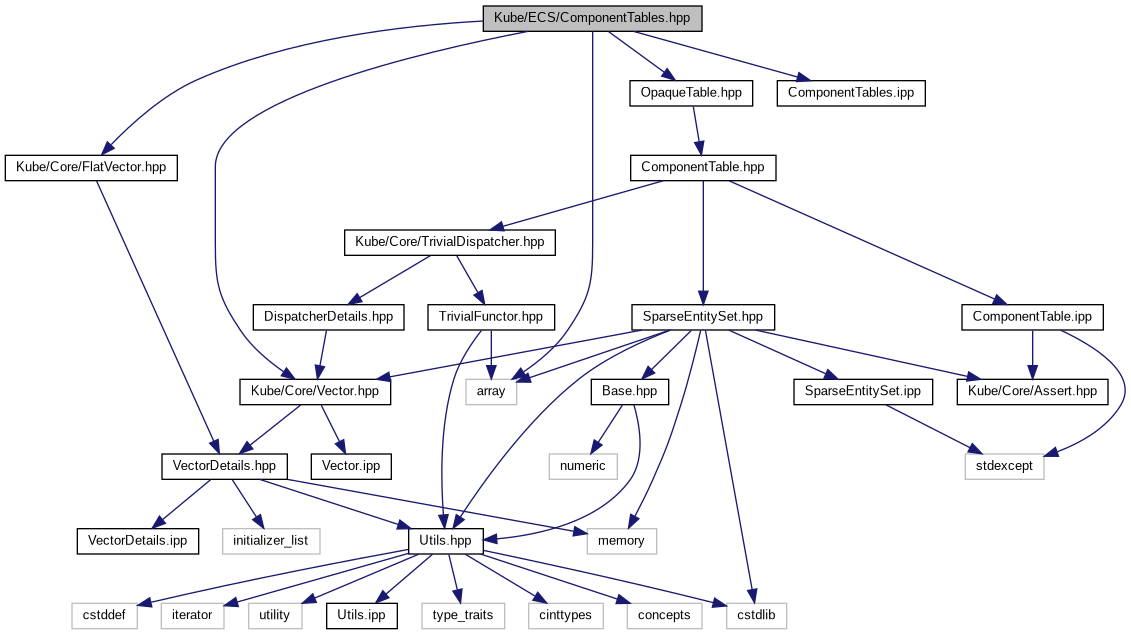 Kube/ECS/ComponentTables.hpp
OpaqueTable.hpp
ComponentTables.ipp
Kube/Core/FlatVector.hpp
ComponentTable.hpp
Kube/Core/TrivialDispatcher.hpp
DispatcherDetails.hpp
TrivialFunctor.hpp
SparseEntitySet.hpp
ComponentTable.ipp
Kube/Core/Vector.hpp
array
Base.hpp
SparseEntitySet.ipp
Kube/Core/Assert.hpp
VectorDetails.hpp
Vector.ipp
numeric
stdexcept
VectorDetails.ipp
initializer_list
Utils.hpp
memory
cstddef
iterator
utility
Utils.ipp
type_traits
cinttypes
concepts
cstdlib